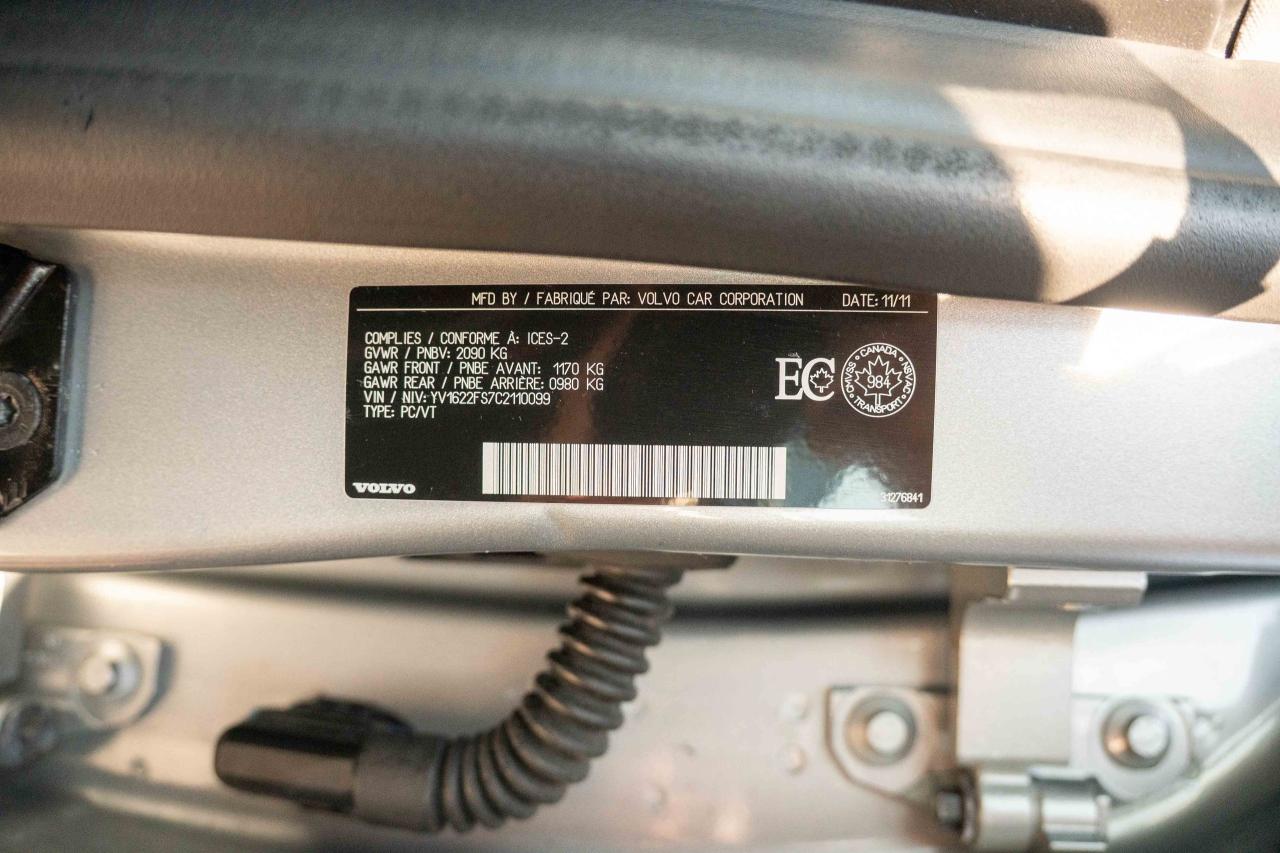 MFD BY / FABRIQUÉ PAR: VOLVO CAR CORPORATION DATE: 11/11
COMPLIES / CONFORME À: ICES-2
GVWR / PNBV: 2090 KG
GAWR FRONT / PNBE AVANT: 1170 KG
GAWR REAR / PNBE ARRIÈRE: 0980 KG
VIN / NIV: YV1622FS7C2110099
TYPE: PC/VT
EC
CANADA
CMVSS
984
NSVAC
TRANSPORT
VOLVO
31276841